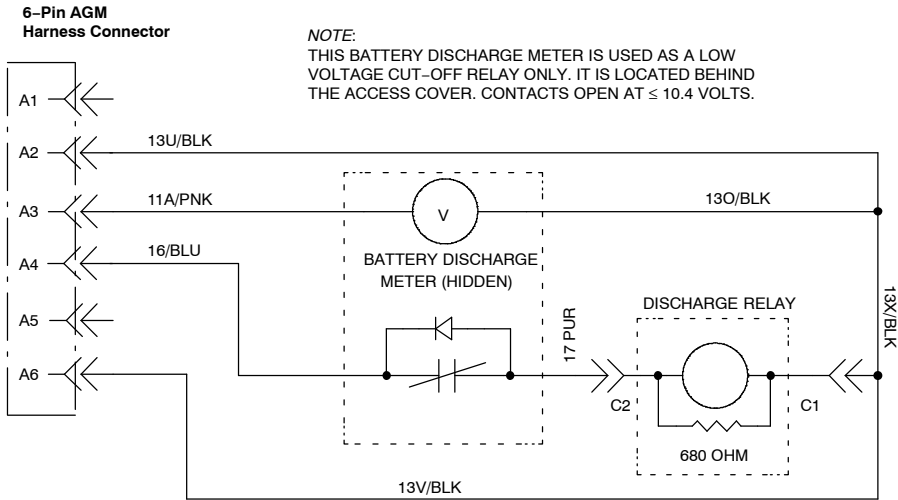 6–Pin AGM
Harness Connector
NOTE:
THIS BATTERY DISCHARGE METER IS USED AS A LOW
VOLTAGE CUT–OFF RELAY ONLY. IT IS LOCATED BEHIND
THE ACCESS COVER. CONTACTS OPEN AT ≤ 10.4 VOLTS.
A1
A2
13U/BLK
A3
11A/PNK
V
13O/BLK
A4
16/BLU
BATTERY DISCHARGE
METER (HIDDEN)
A5
17 PUR
DISCHARGE RELAY
13X/BLK
A6
C2
C1
680 OHM
13V/BLK